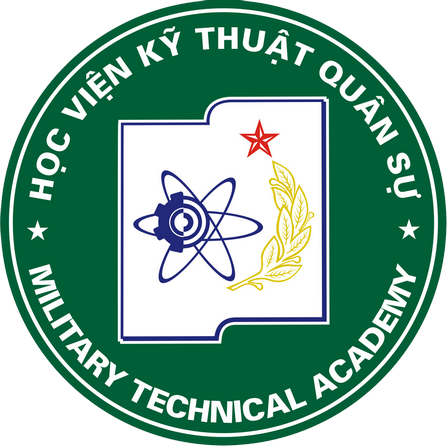 HỌC VIỆN KỸ THUẬT QUÂN SỰ
MILITARY TECHNICAL ACADEMY